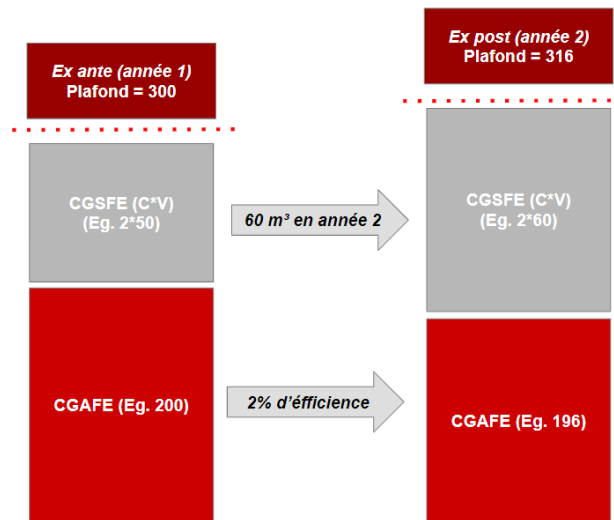 Ex ante (année 1)
Plafond = 300
CGSFE (C*V)
(Eg. 2*50)
CGAFE (Eg. 200)
60 m³ en année 2
2% d'éfficience
Ex post (année 2)
Plafond = 316
CGSFE (C*V)
(Eg. 2*60)
CGAFE (Eg. 196)